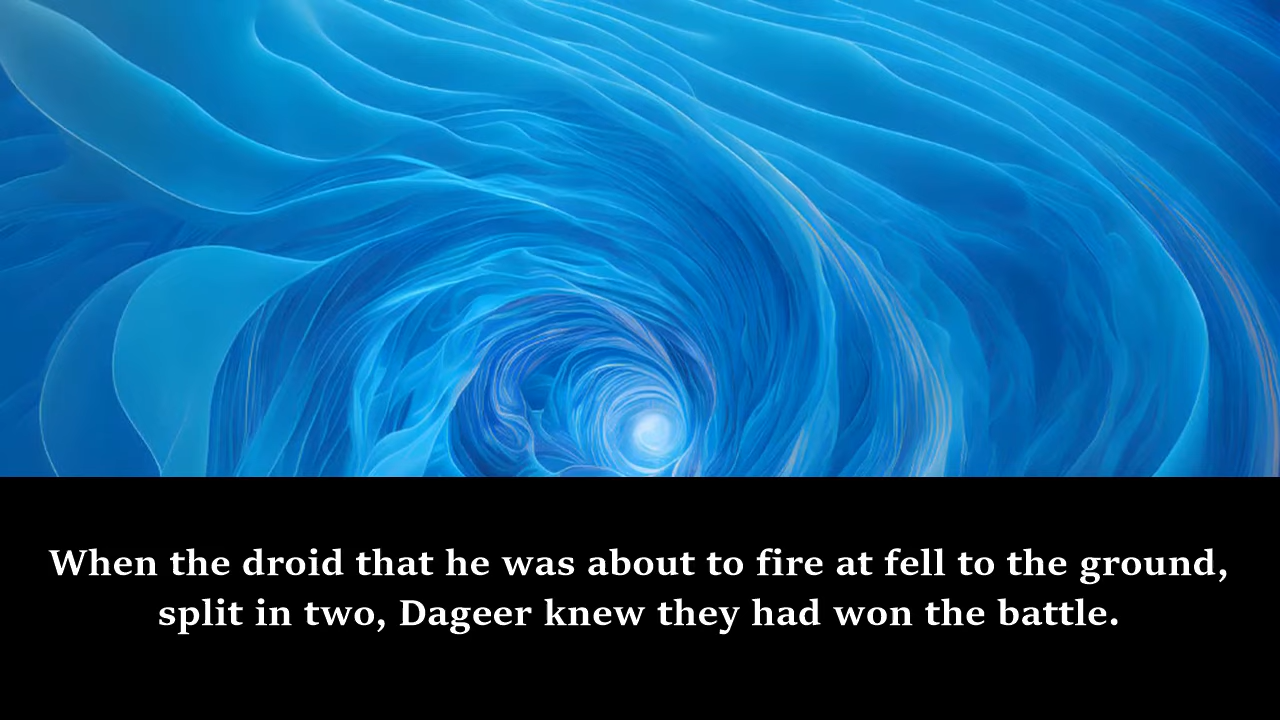 When the droid that he was about to fire at fell to the ground,
split in two, Dageer knew they had won the battle.